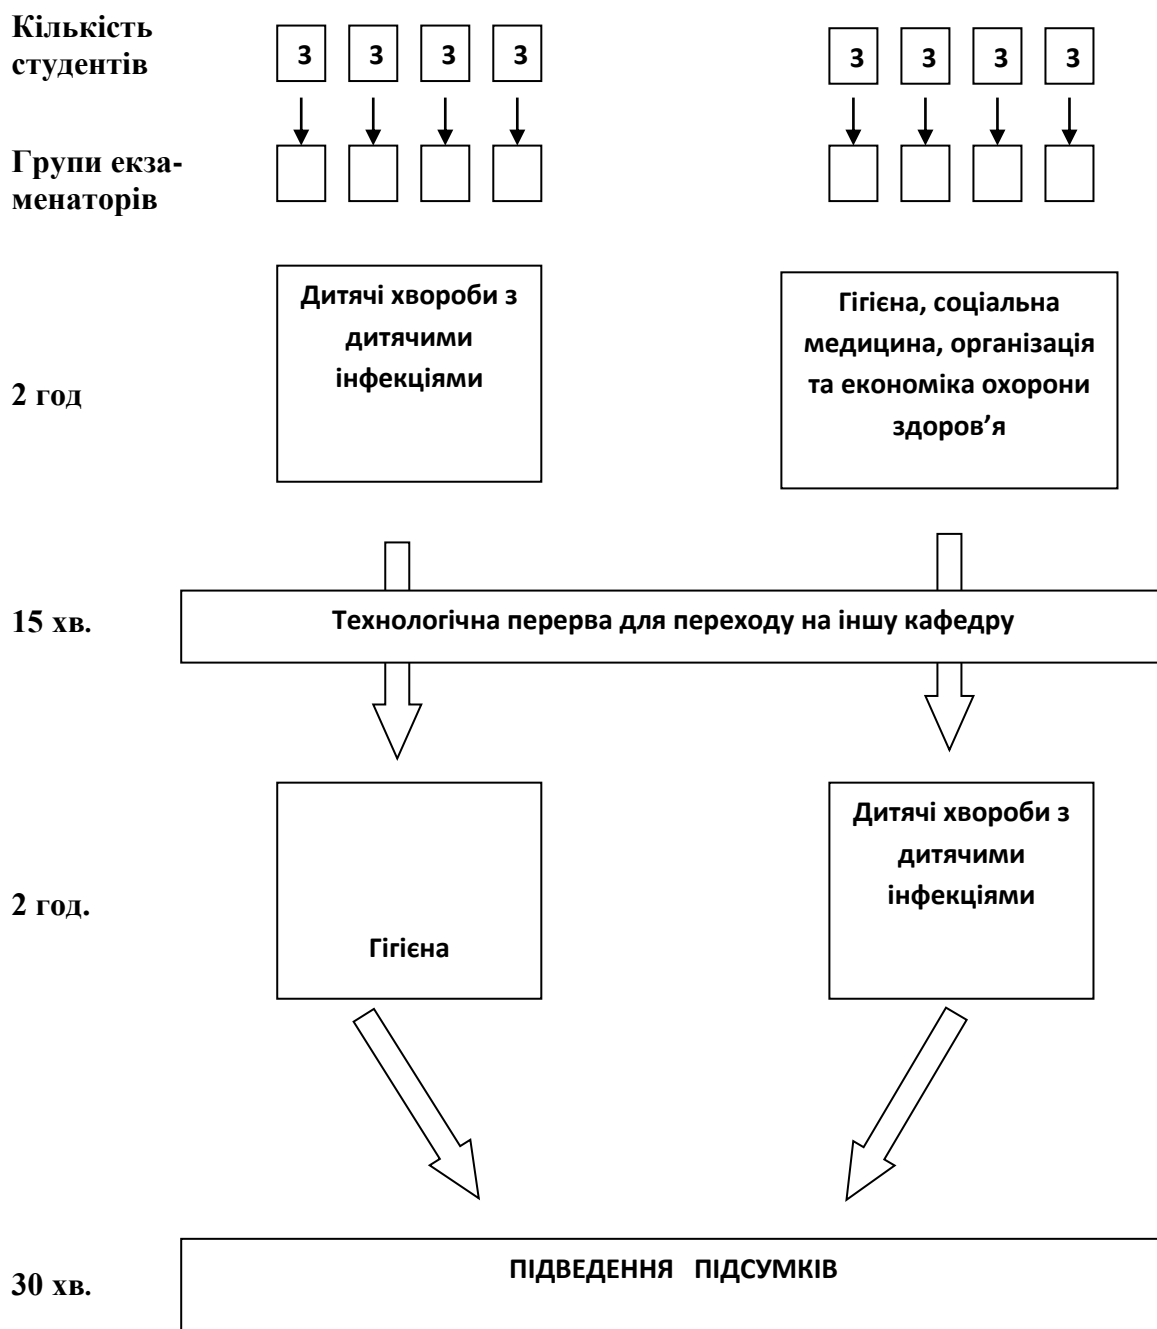 Кількість
студентів
3 3 3 3 3 3 3 3
Групи екза-
менаторів
Дитячі хвороби з
дитячими
інфекціями
Гігієна, соціальна
медицина, організація
та економіка охорони
здоров’я
2 год
15 хв.
Технологічна перерва для переходу на іншу кафедру
2 год.
Гігієна
Дитячі хвороби з
дитячими
інфекціями
30 хв.
ПІДВЕДЕННЯ ПІДСУМКІВ